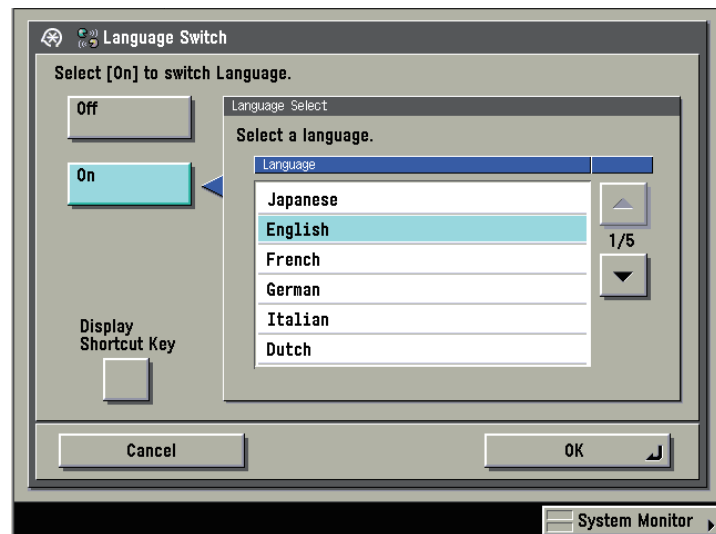 Language Switch
Select [On] to switch Language.
Off
On
Language Select
Select a language.
Language
Japanese
English
French
German
Italian
Dutch
1/5
Display
Shortcut Key
Cancel
OK
System Monitor